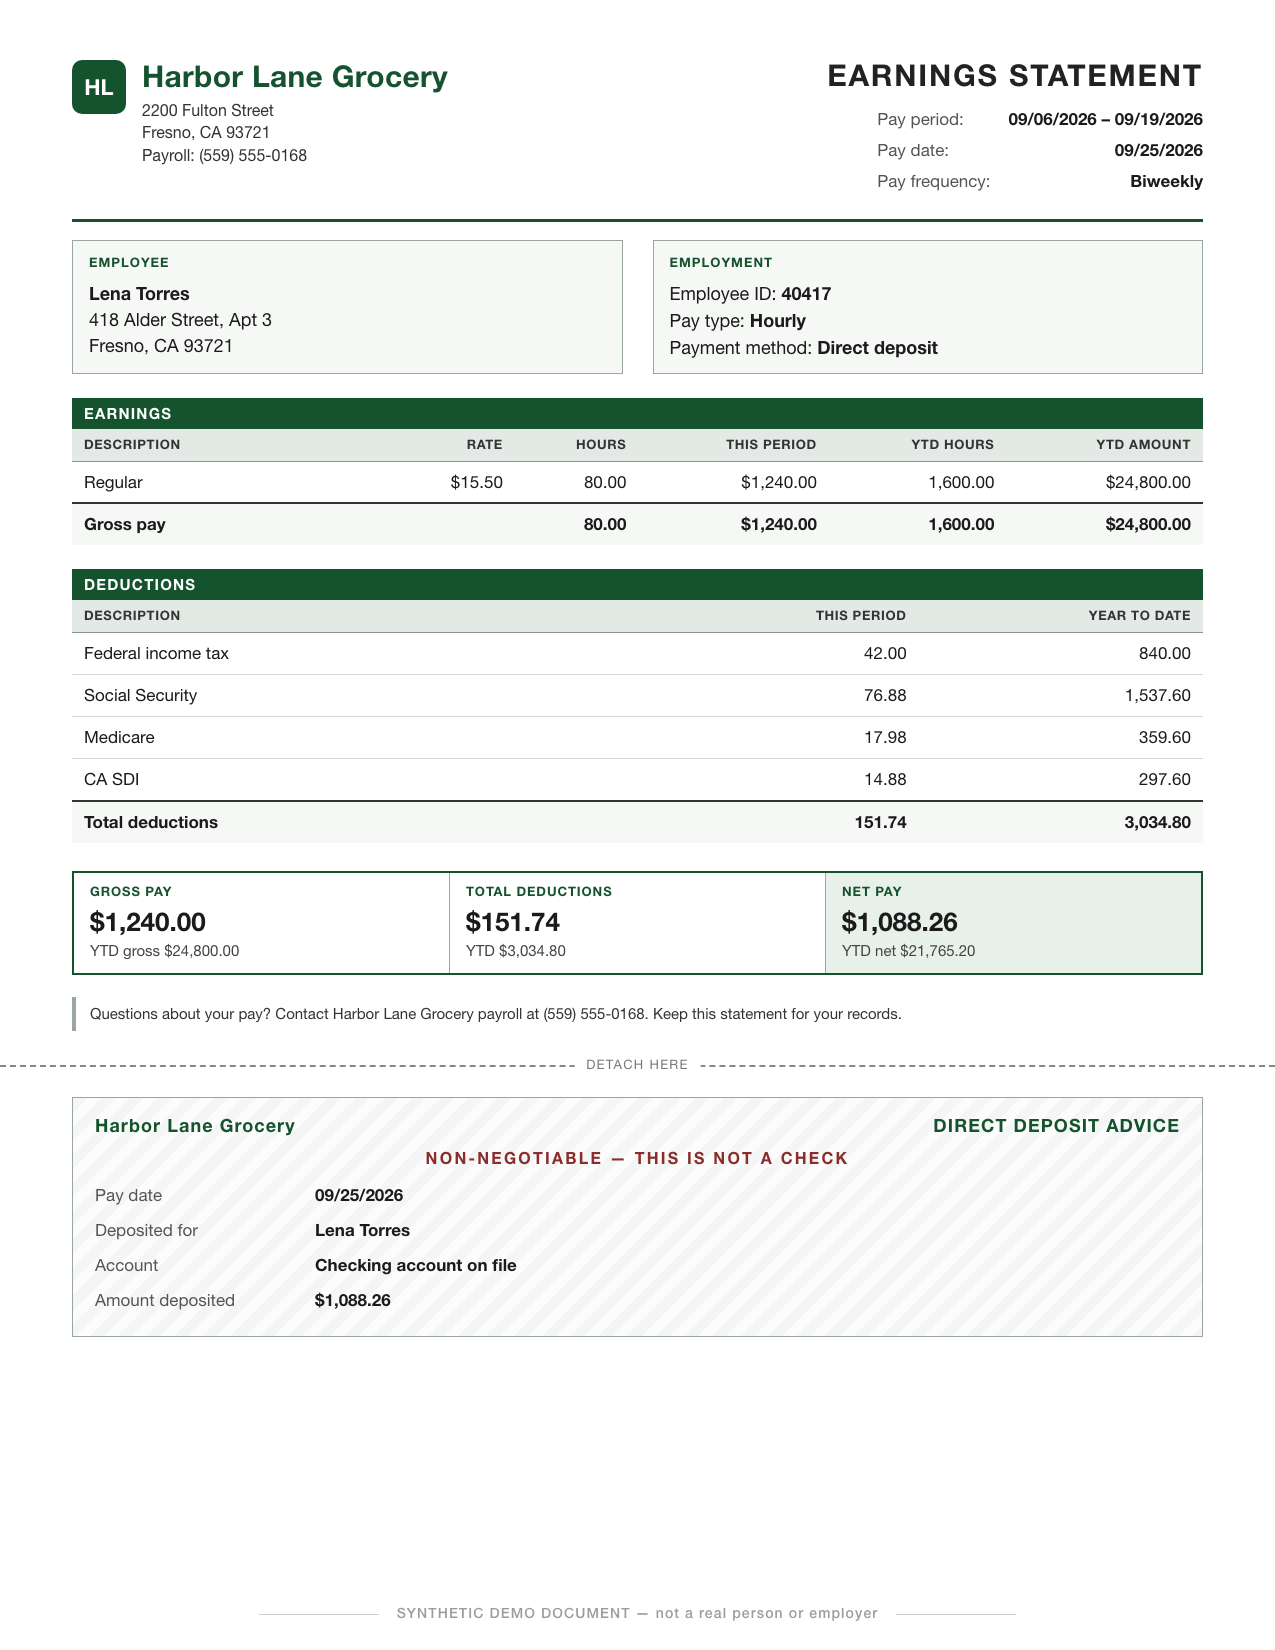 HL
Harbor Lane Grocery
2200 Fulton Street
Fresno, CA 93721
Payroll: (559) 555-0168
EARNINGS STATEMENT
Pay period: 09/06/2026 – 09/19/2026
Pay date: 09/25/2026
Pay frequency: Biweekly
EMPLOYEE
Lena Torres
418 Alder Street, Apt 3
Fresno, CA 93721
EMPLOYMENT
Employee ID: 40417
Pay type: Hourly
Payment method: Direct deposit
EARNINGS
DESCRIPTION RATE HOURS THIS PERIOD YTD HOURS YTD AMOUNT
Regular $15.50 80.00 $1,240.00 1,600.00 $24,800.00
Gross pay 80.00 $1,240.00 1,600.00 $24,800.00
DEDUCTIONS
DESCRIPTION THIS PERIOD YEAR TO DATE
Federal income tax 42.00 840.00
Social Security 76.88 1,537.60
Medicare 17.98 359.60
CA SDI 14.88 297.60
Total deductions 151.74 3,034.80
GROSS PAY
$1,240.00
YTD gross $24,800.00
TOTAL DEDUCTIONS
$151.74
YTD $3,034.80
NET PAY
$1,088.26
YTD net $21,765.20
Questions about your pay? Contact Harbor Lane Grocery payroll at (559) 555-0168. Keep this statement for your records.
DETACH HERE
Harbor Lane Grocery DIRECT DEPOSIT ADVICE
NON-NEGOTIABLE — THIS IS NOT A CHECK
Pay date 09/25/2026
Deposited for Lena Torres
Account Checking account on file
Amount deposited $1,088.26
SYNTHETIC DEMO DOCUMENT — not a real person or employer